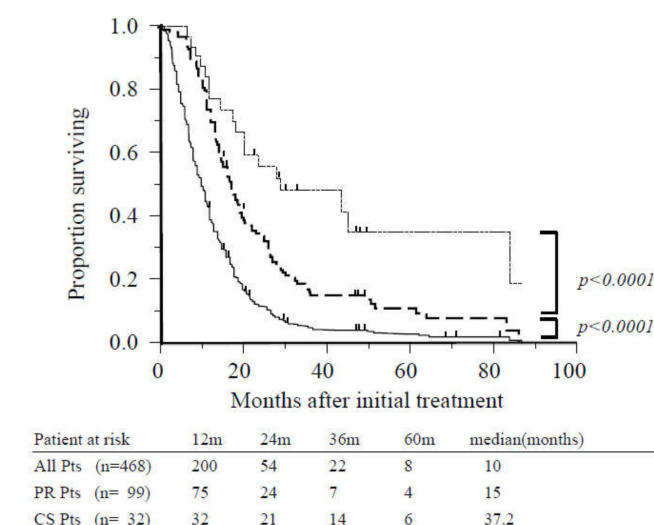 Proportion surviving
1.0
0.8
0.6
0.4
0.2
0.0
p<0.0001
p<0.0001
0 20 40 60 80 100
Months after initial treatment
Patient at risk 12m 24m 36m 60m median(months)
All Pts (n=468) 200 54 22 8 10
PR Pts (n= 99) 75 24 7 4 15
CS Pts (n= 32) 32 21 14 6 37.2